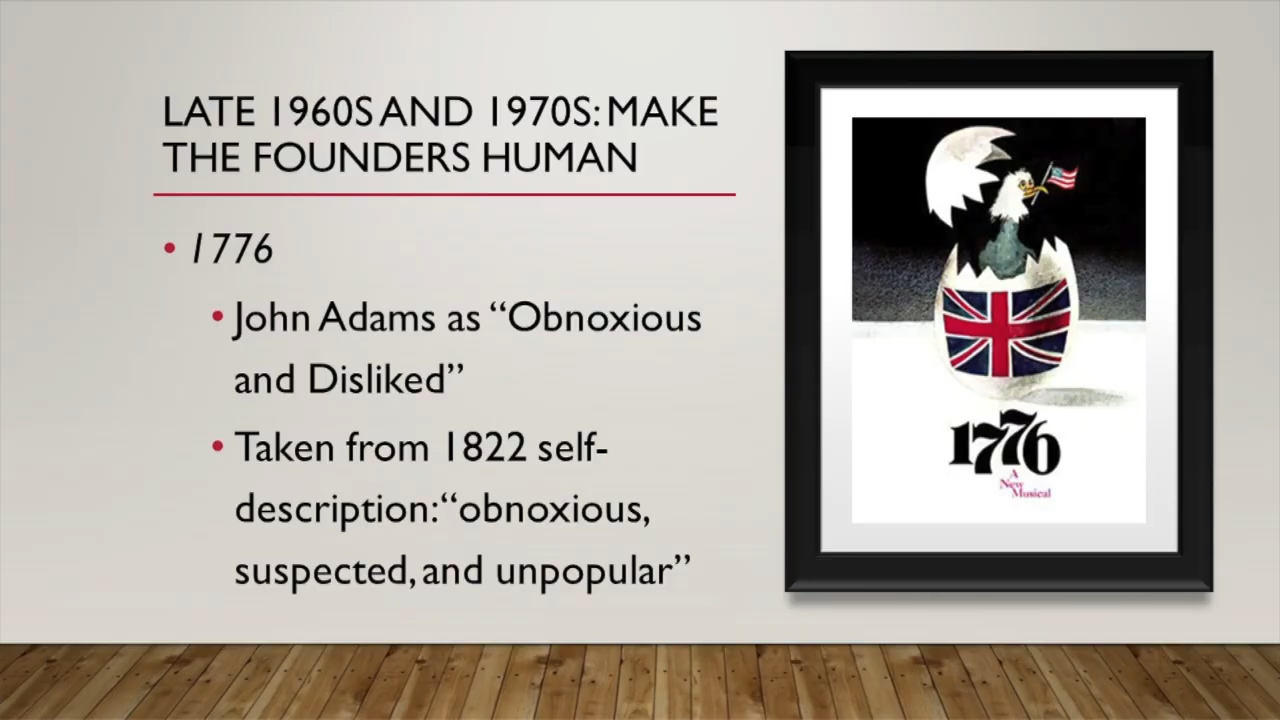 LATE 1960S AND 1970S: MAKE
THE FOUNDERS HUMAN
• 1776
• John Adams as “Obnoxious
and Disliked”
• Taken from 1822 self-
description: “obnoxious,
suspected, and unpopular”
1776
A
New
Musical